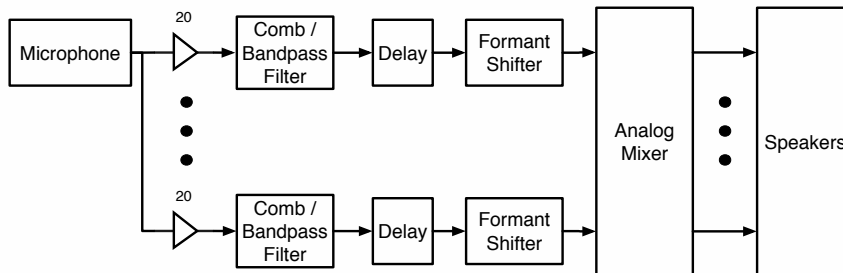 20
Microphone
Comb /
Bandpass
Filter
Delay
Formant
Shifter
Analog
Mixer
Speakers
20
Comb /
Bandpass
Filter
Delay
Formant
Shifter